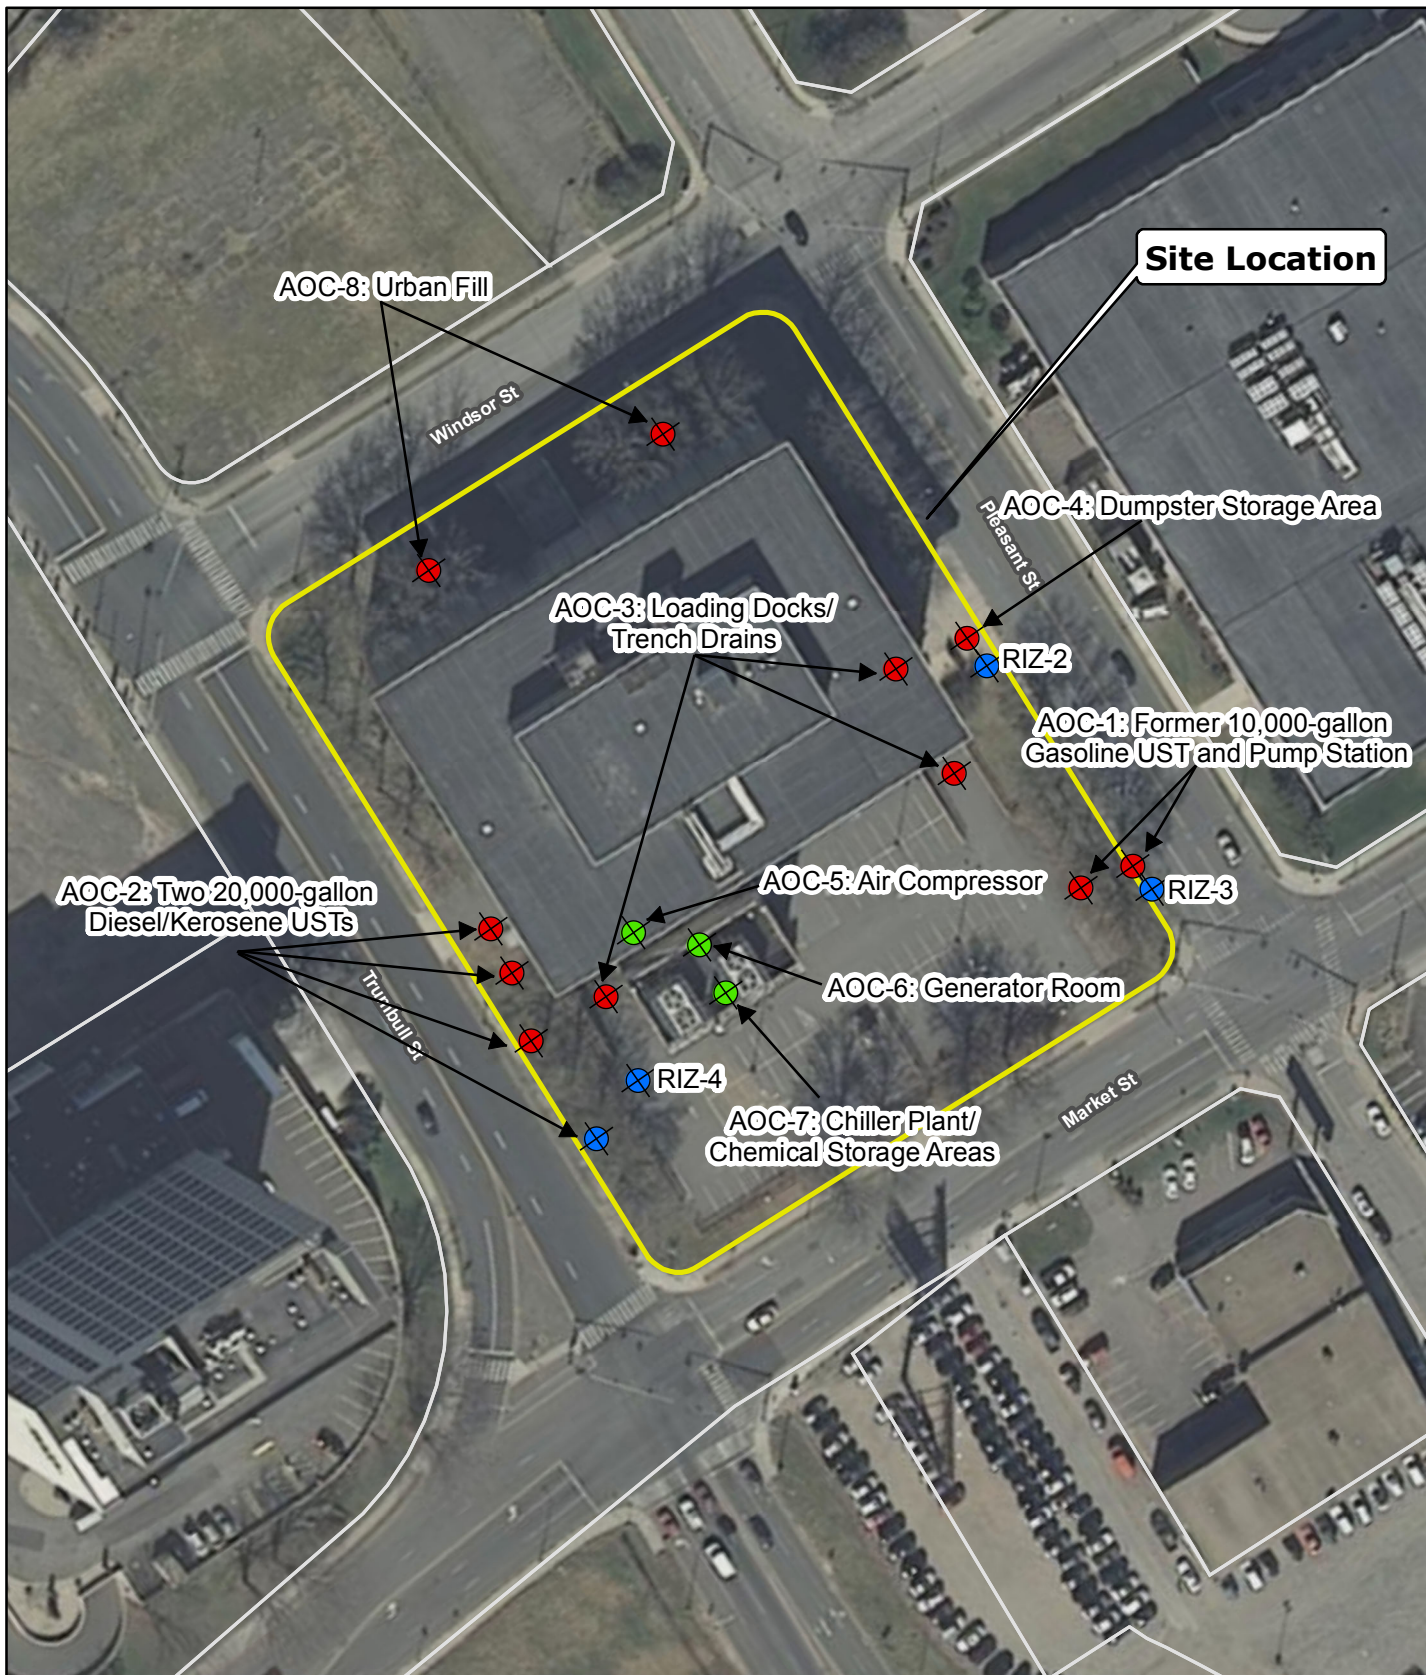 Site Location
AOC-8: Urban Fill
Windsor St
AOC-4: Dumpster Storage Area
Pleasant St
AOC-3: Loading Docks/
Trench Drains
RIZ-2
AOC-1: Former 10,000-gallon
Gasoline UST and Pump Station
AOC-5: Air Compressor
RIZ-3
AOC-2: Two 20,000-gallon
Diesel/Kerosene USTs
AOC-6: Generator Room
Trumbull St
RIZ-4
Market St
AOC-7: Chiller Plant/
Chemical Storage Areas